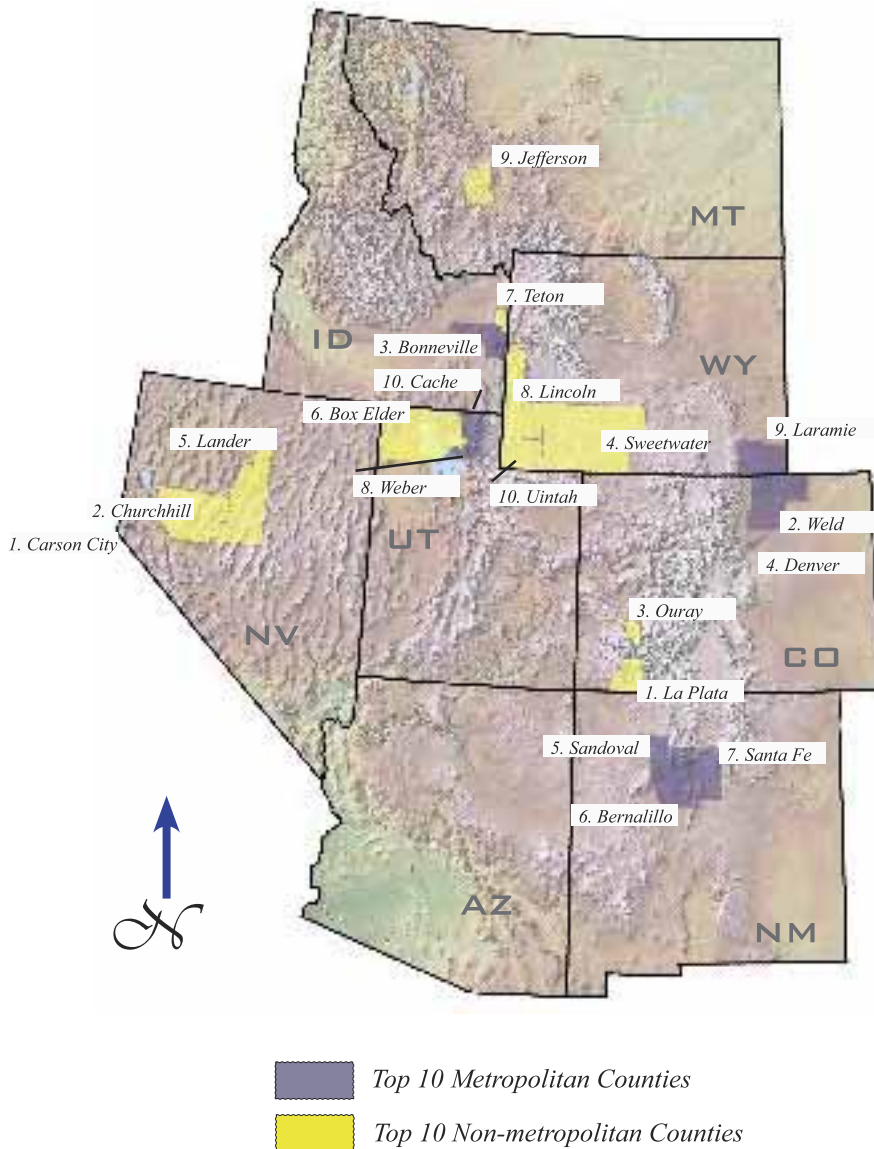 9. Jefferson
MT
7. Teton
ID
3. Bonneville
WY
10. Cache
8. Lincoln
6. Box Elder
5. Lander
4. Sweetwater
9. Laramie
8. Weber
10. Uintah
2. Churchhill
2. Weld
1. Carson City
UT
4. Denver
3. Ouray
NV
CO
1. La Plata
5. Sandoval
7. Santa Fe
6. Bernalillo
AZ
N
NM
Top 10 Metropolitan Counties
Top 10 Non-metropolitan Counties